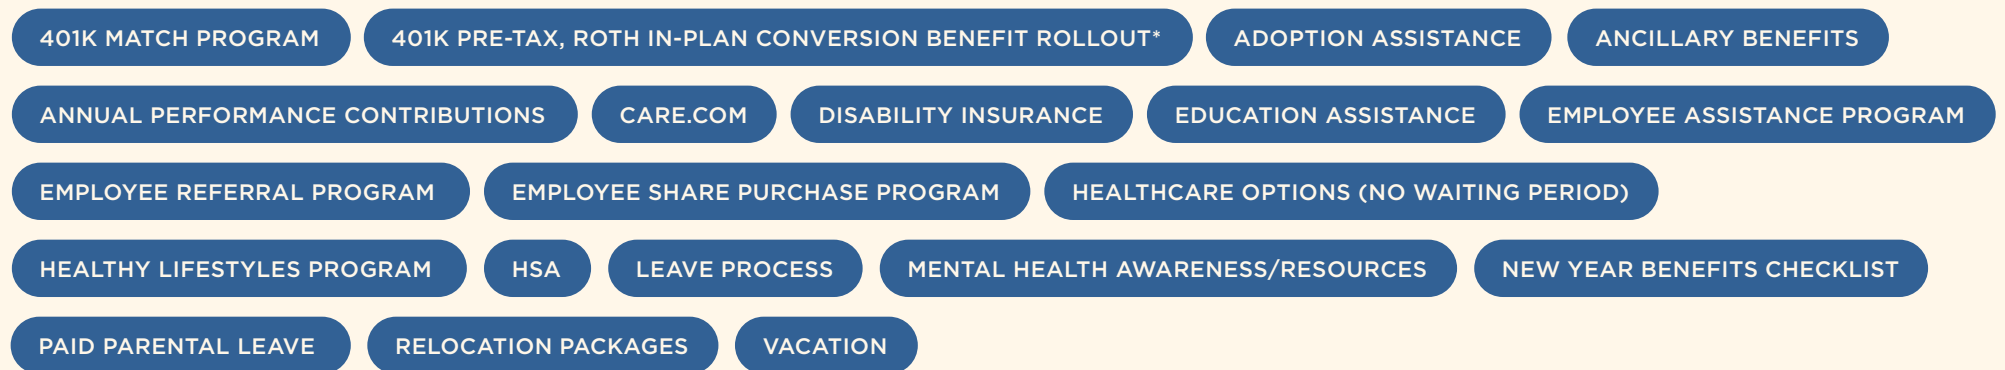 401K MATCH PROGRAM 401K PRE-TAX, ROTH IN-PLAN CONVERSION BENEFIT ROLLOUT* ADOPTION ASSISTANCE ANCILLARY BENEFITS
ANNUAL PERFORMANCE CONTRIBUTIONS CARE.COM DISABILITY INSURANCE EDUCATION ASSISTANCE EMPLOYEE ASSISTANCE PROGRAM
EMPLOYEE REFERRAL PROGRAM EMPLOYEE SHARE PURCHASE PROGRAM HEALTHCARE OPTIONS (NO WAITING PERIOD)
HEALTHY LIFESTYLES PROGRAM HSA LEAVE PROCESS MENTAL HEALTH AWARENESS/RESOURCES NEW YEAR BENEFITS CHECKLIST
PAID PARENTAL LEAVE RELOCATION PACKAGES VACATION